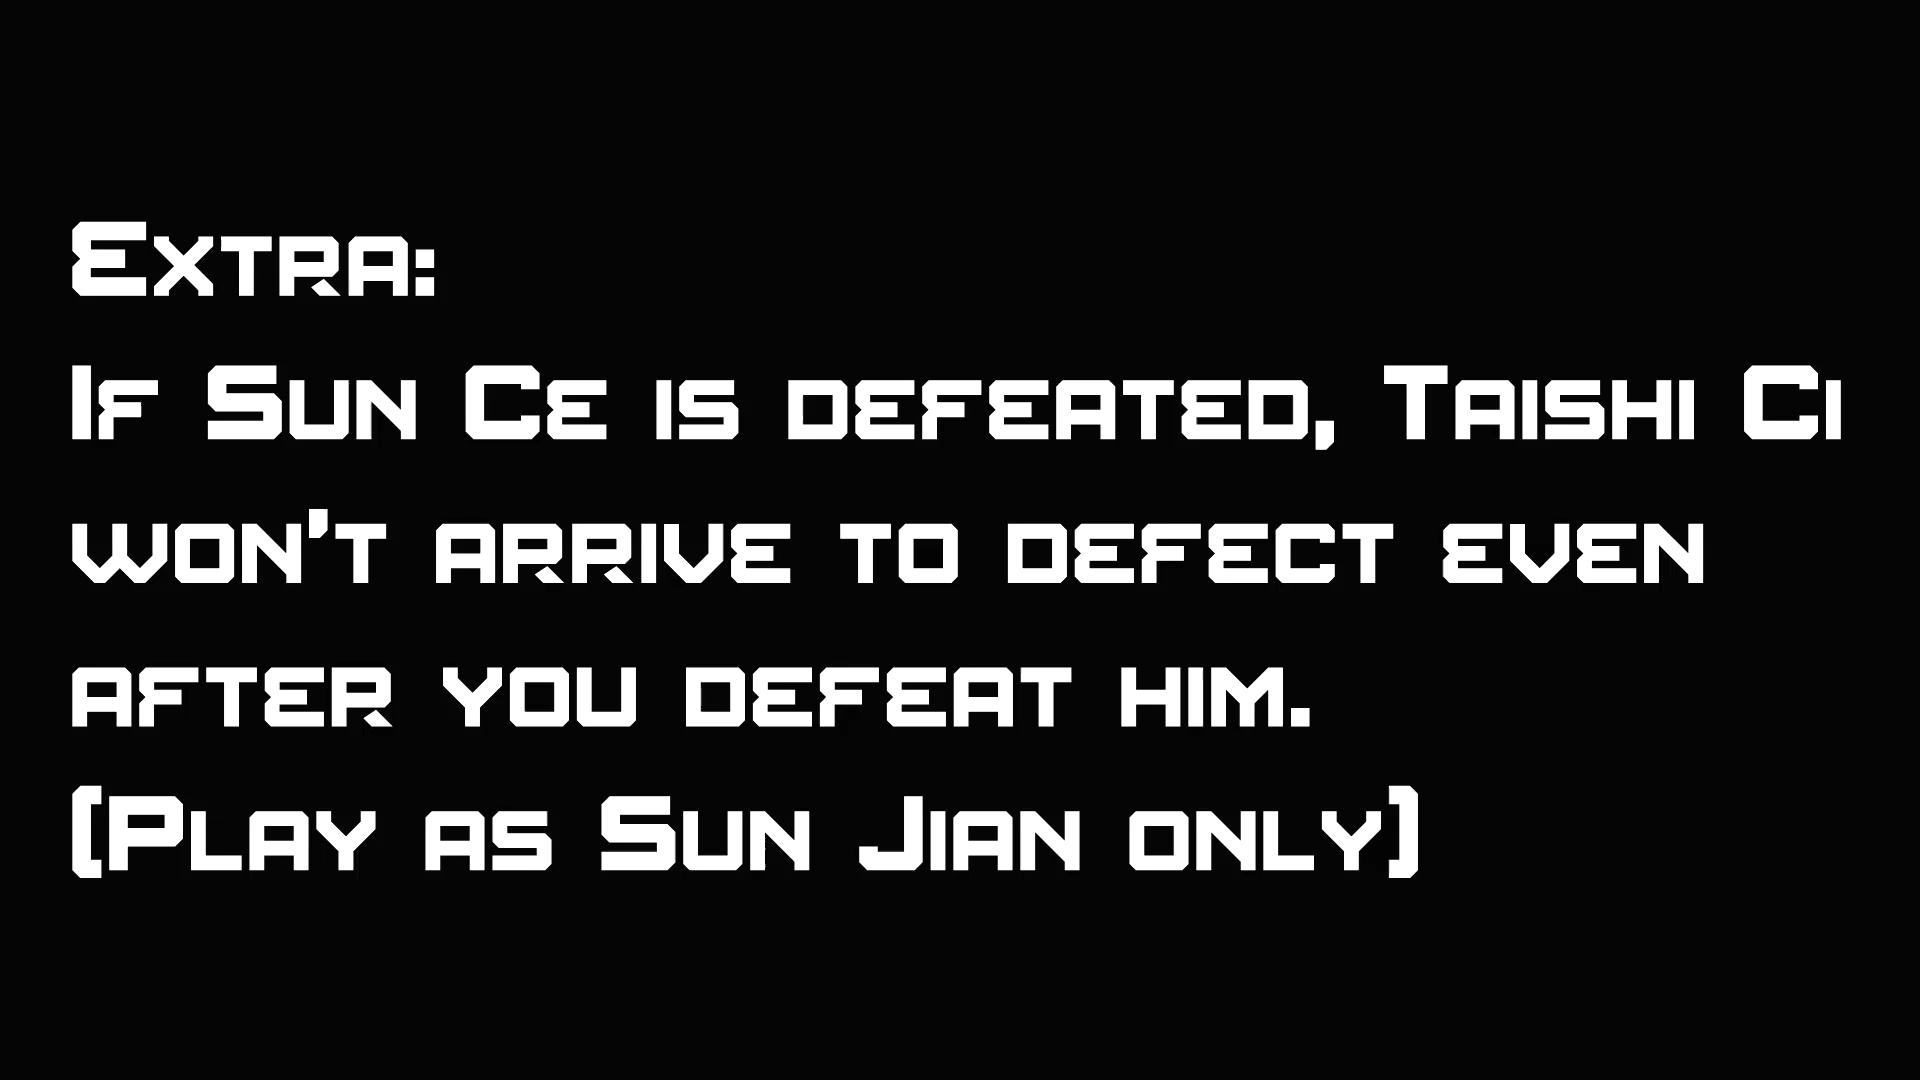 Extra:
If Sun Ce is defeated, Taishi Ci
won't arrive to defect even
after you defeat him.
(Play as Sun Jian only)